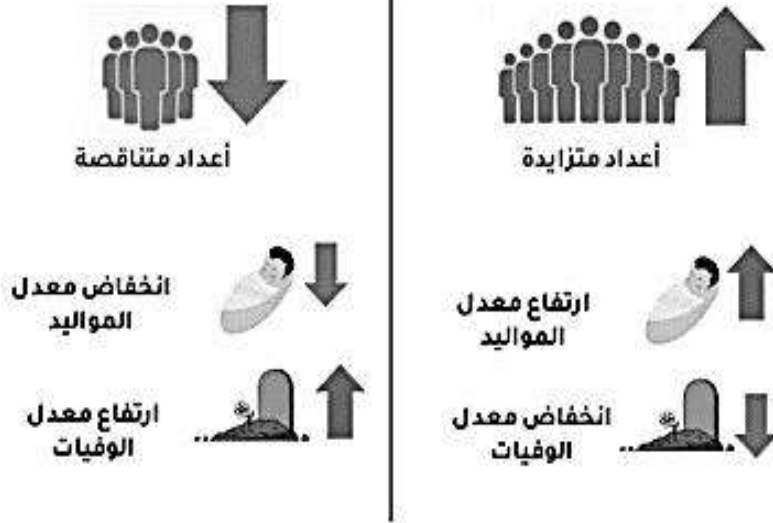 أعداد متزايدة
ارتفاع معدل
المواليد
انخفاض معدل
الوفيات
أعداد متناقصة
انخفاض معدل
المواليد
ارتفاع معدل
الوفيات